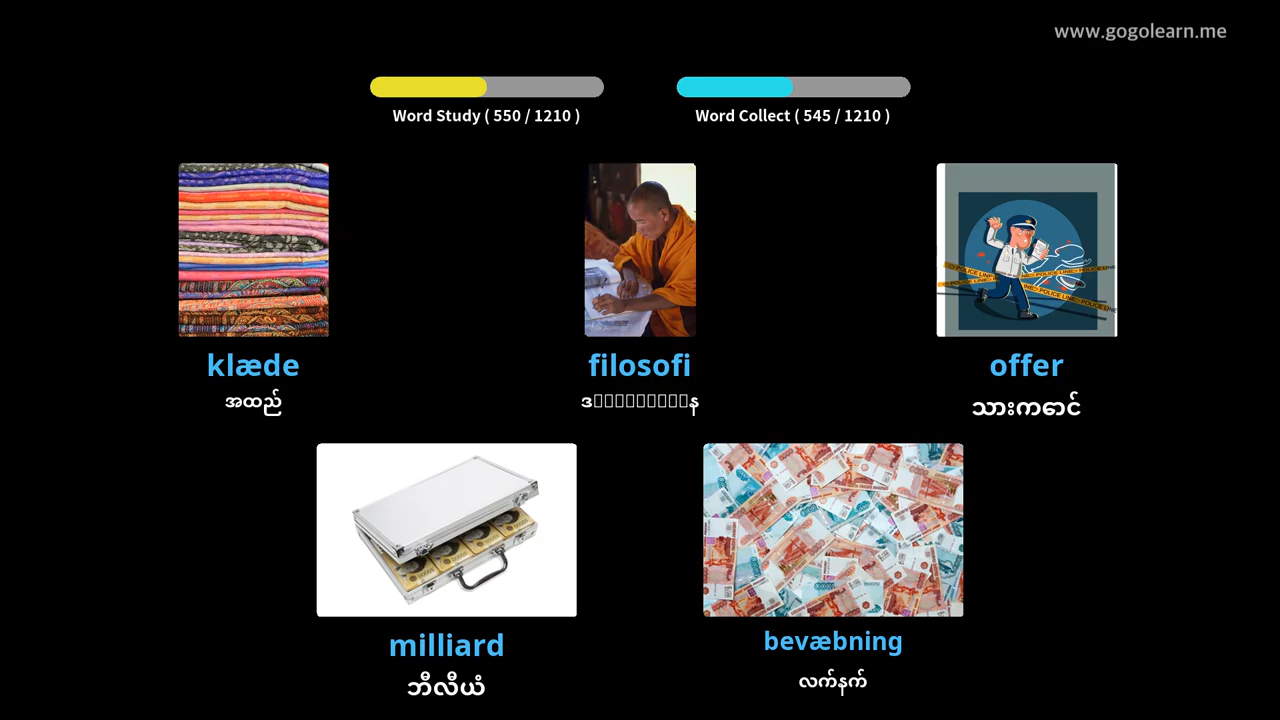 www.gogolearn.me
Word Study ( 550 / 1210 )
Word Collect ( 545 / 1210 )
klæde
အထည်
filosofi
offer
သားကောင်
milliard
ဘီလီယံ
bevæbning
လက်နက်